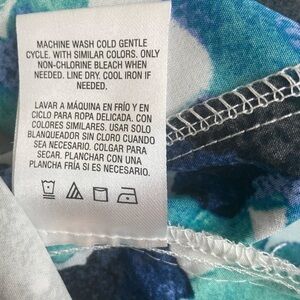 MACHINE WASH COLD GENTLE
CYCLE. WITH SIMILAR COLORS. ONLY
NON-CHLORINE BLEACH WHEN
NEEDED. LINE DRY. COOL IRON IF
NEEDED.
LAVAR A MÁQUINA EN FRÍO Y EN
CICLO PARA ROPA DELICADA. CON
COLORES SIMILARES. USAR SOLO
BLANQUEADOR SIN CLORO CUANDO
SEA NECESARIO. COLGAR PARA
SECAR. PLANCHAR CON UNA
PLANCHA FRÍA SI ES NECESARIO.